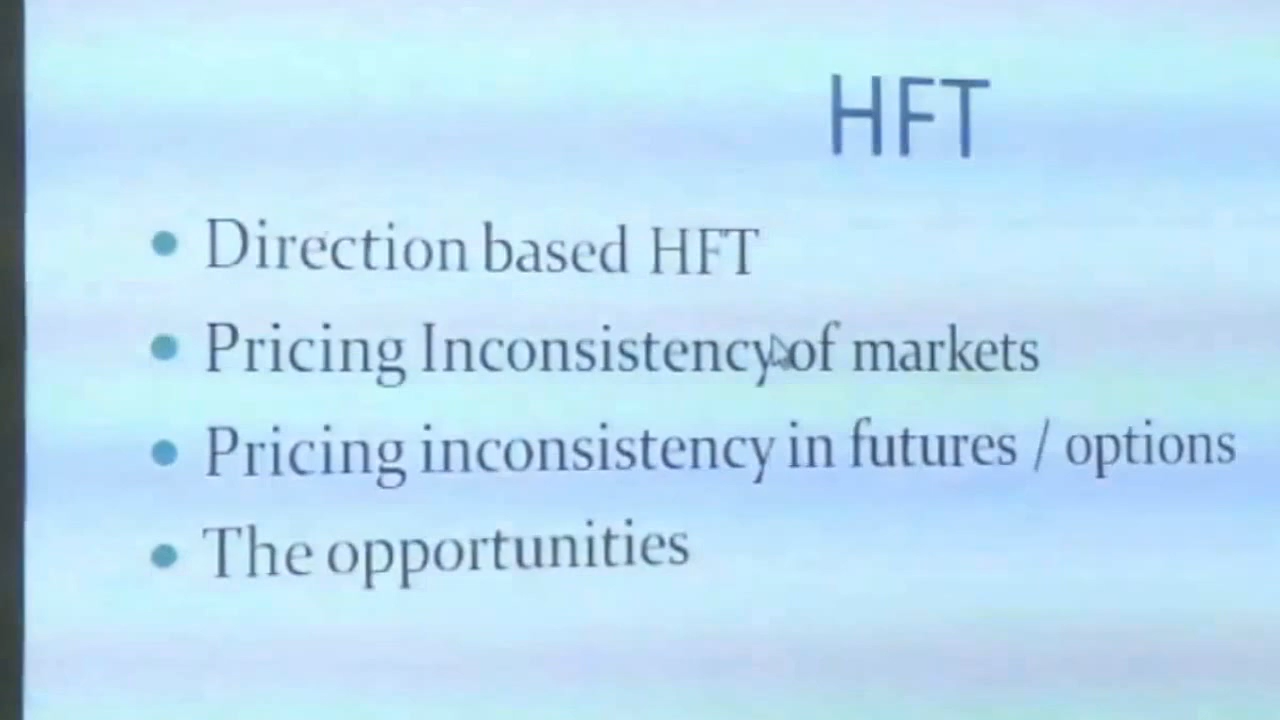 HFT
Direction based HFT
Pricing Inconsistency of markets
Pricing inconsistency in futures / options
The opportunities